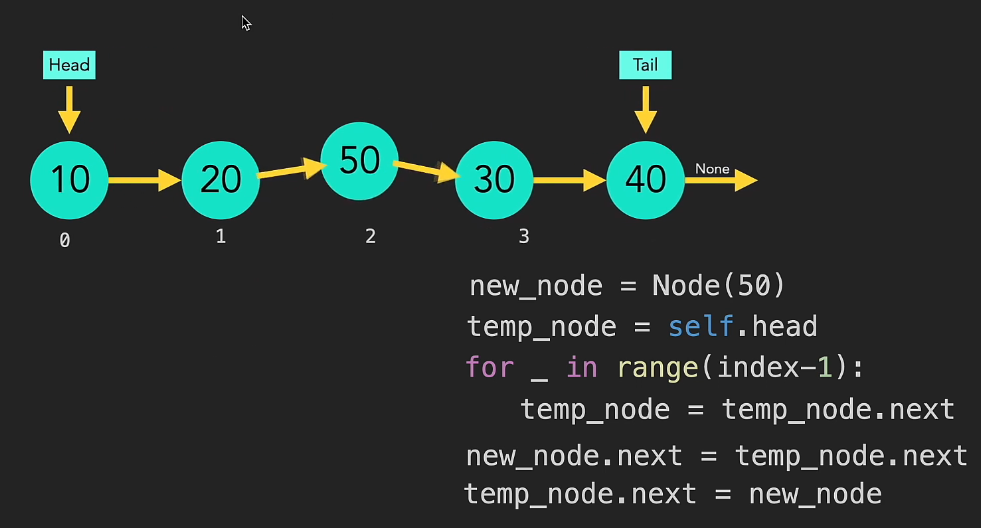 Head
Tail
10
20
50
30
40
None
0
1
2
3
new_node = Node(50)
temp_node = self.head
for _ in range(index-1):
temp_node = temp_node.next
new_node.next = temp_node.next
temp_node.next = new_node